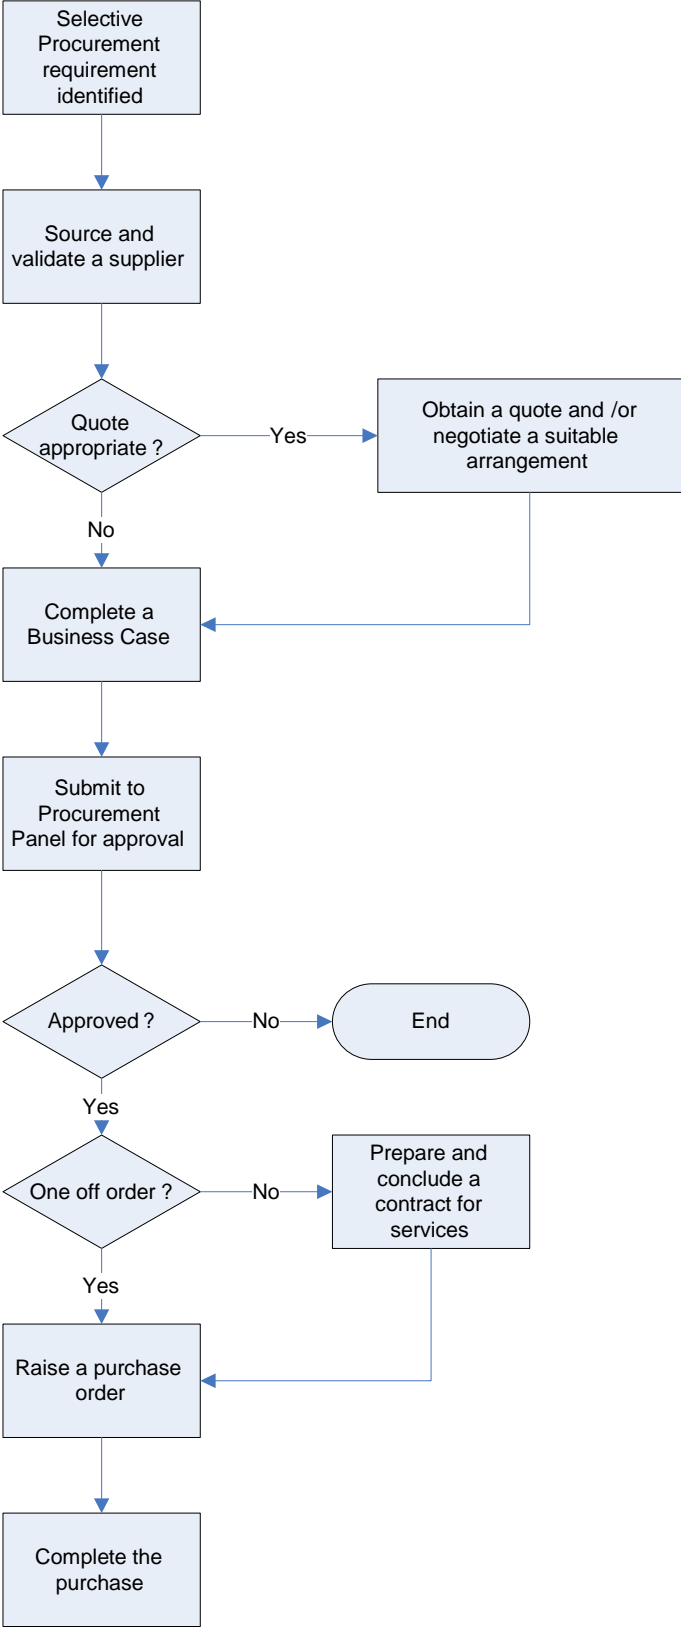 Selective
Procurement
requirement
identified
Source and
validate a supplier
Quote
appropriate ?
Yes
Obtain a quote and /or
negotiate a suitable
arrangement
No
Complete a
Business Case
Submit to
Procurement
Panel for approval
Approved ?
No
End
Yes
One off order ?
No
Prepare and
conclude a
contract for
services
Yes
Raise a purchase
order
Complete the
purchase